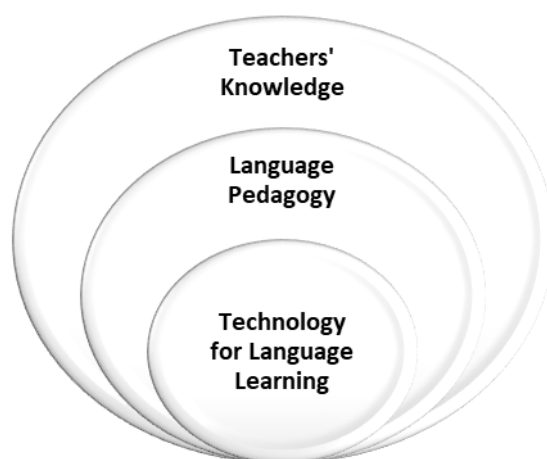 Teachers'
Knowledge
Language
Pedagogy
Technology
for Language
Learning